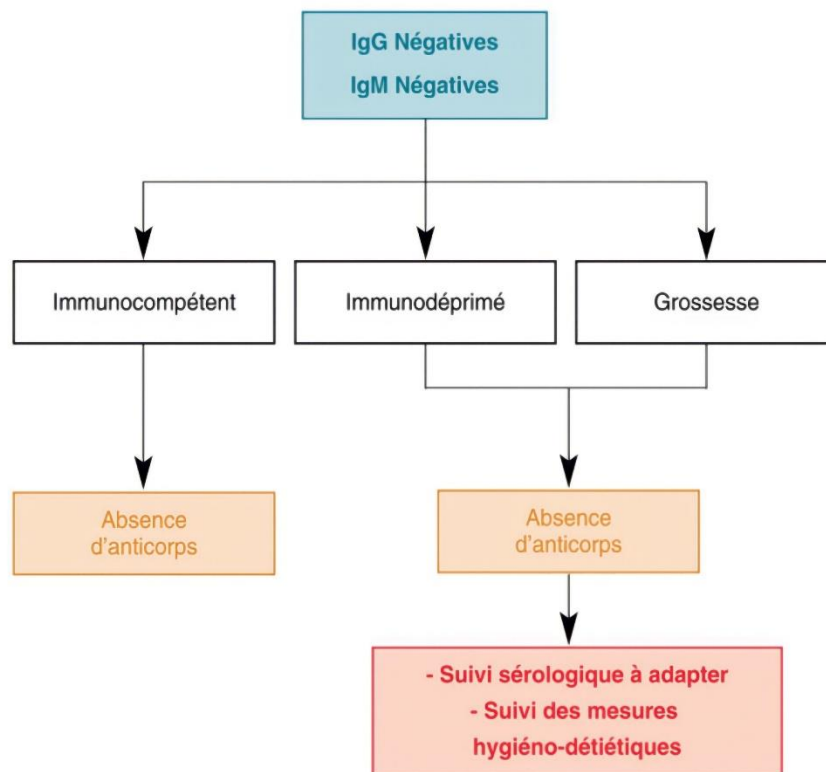 IgG Négatives
IgM Négatives
Immunocompétent
Immunodéprimé
Grossesse
Absence
d'anticorps
Absence
d'anticorps
- Suivi sérologique à adapter
- Suivi des mesures
hygiéno-détiétiques